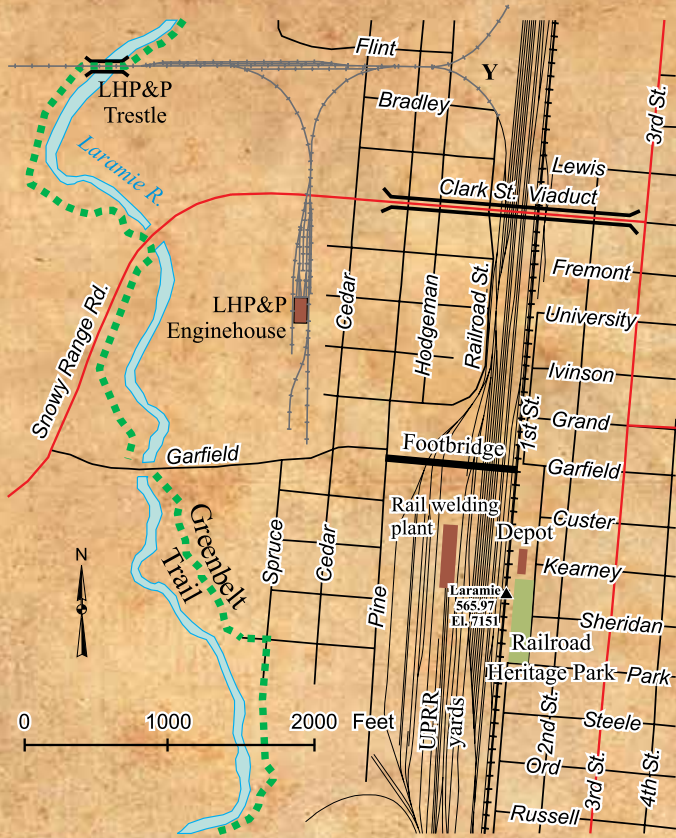 Flint
Y
LHP&P
Trestle
Bradley
3rd St.
Laramie R.
Lewis
Clark St. Viaduct
Fremont
LHP&P
Enginehouse
Cedar
Hodgeman
Railroad St.
University
Snowy Range Rd.
Ivinson
1st St.
Grand
Footbridge
Garfield
Garfield
Rail welding
plant
Depot
Custer
Greenbelt
Trail
Spruce
Cedar
Pine
N
Kearney
Laramie
565.97
El. 7151
Sheridan
Railroad
Heritage Park
Park
0 1000 2000 Feet
UPRR
yards
2nd St.
Steele
Ord
3rd St.
4th St.
Russell